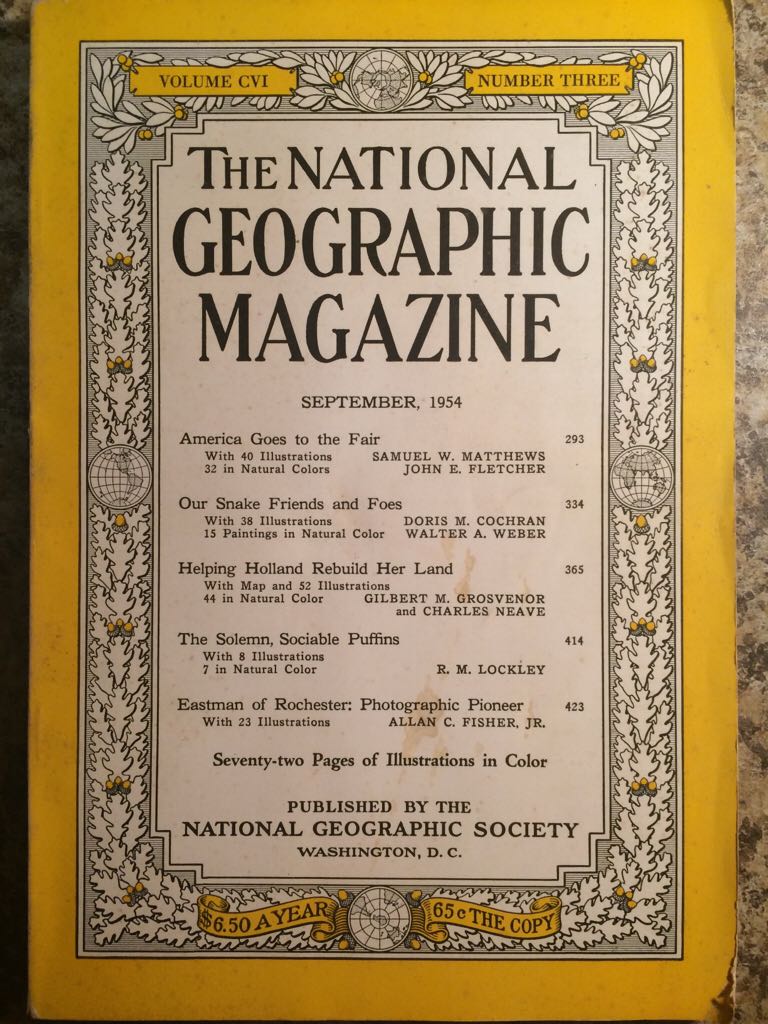 VOLUME CVI NUMBER THREE
THE NATIONAL
GEOGRAPHIC
MAGAZINE
SEPTEMBER, 1954
America Goes to the Fair 293
With 40 Illustrations SAMUEL W. MATTHEWS
32 in Natural Colors JOHN E. FLETCHER
Our Snake Friends and Foes 334
With 38 Illustrations DORIS M. COCHRAN
15 Paintings in Natural Color WALTER A. WEBER
Helping Holland Rebuild Her Land 365
With Map and 52 Illustrations
44 in Natural Color GILBERT M. GROSVENOR
and CHARLES NEAVE
The Solemn, Sociable Puffins 414
With 8 Illustrations
7 in Natural Color R. M. LOCKLEY
Eastman of Rochester: Photographic Pioneer 423
With 23 Illustrations ALLAN C. FISHER, JR.
Seventy-two Pages of Illustrations in Color
PUBLISHED BY THE
NATIONAL GEOGRAPHIC SOCIETY
WASHINGTON, D. C.
$6.50 A YEAR 65¢ THE COPY